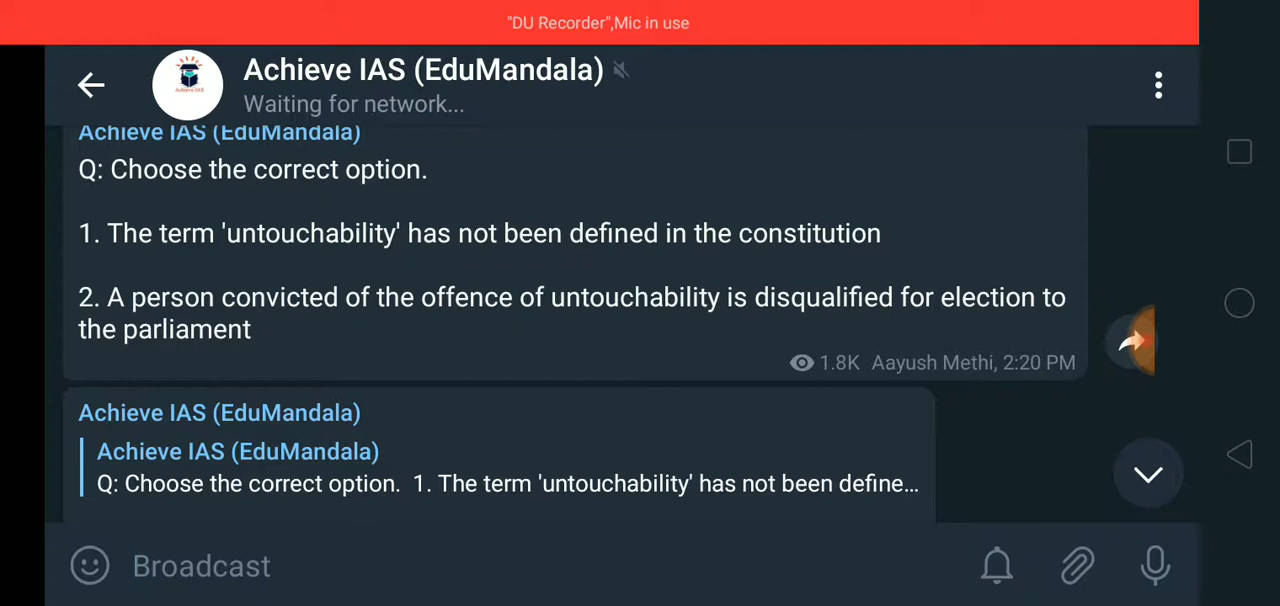 "DU Recorder",Mic in use
Achieve IAS (EduMandala)
Waiting for network...
Achieve IAS (EduMandala)
Q: Choose the correct option.
1. The term 'untouchability' has not been defined in the constitution
2. A person convicted of the offence of untouchability is disqualified for election to
the parliament
1.8K Aayush Methi, 2:20 PM
Achieve IAS (EduMandala)
Achieve IAS (EduMandala)
Q: Choose the correct option. 1. The term 'untouchability' has not been define...
Broadcast